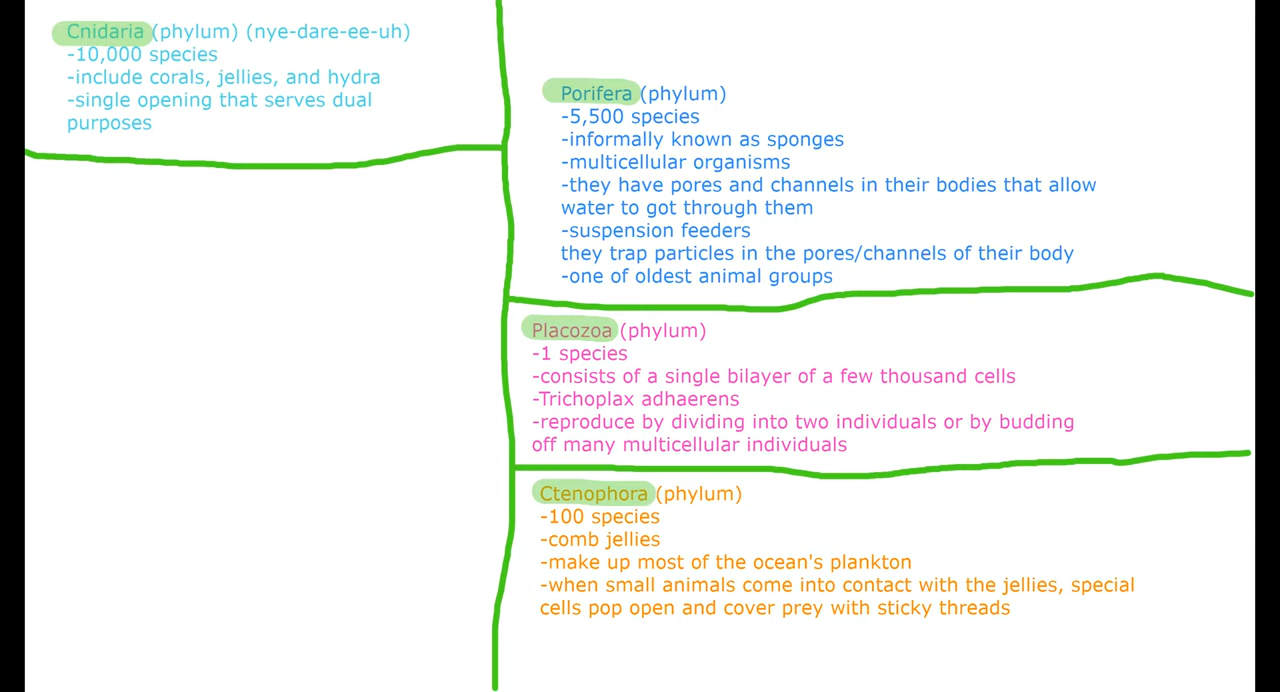 Cnidaria (phylum) (nye-dare-ee-uh)
-10,000 species
-include corals, jellies, and hydra
-single opening that serves dual
purposes
Porifera (phylum)
-5,500 species
-informally known as sponges
-multicellular organisms
-they have pores and channels in their bodies that allow
water to got through them
-suspension feeders
they trap particles in the pores/channels of their body
-one of oldest animal groups
Placozoa (phylum)
-1 species
-consists of a single bilayer of a few thousand cells
-Trichoplax adhaerens
-reproduce by dividing into two individuals or by budding
off many multicellular individuals
Ctenophora (phylum)
-100 species
-comb jellies
-make up most of the ocean's plankton
-when small animals come into contact with the jellies, special
cells pop open and cover prey with sticky threads